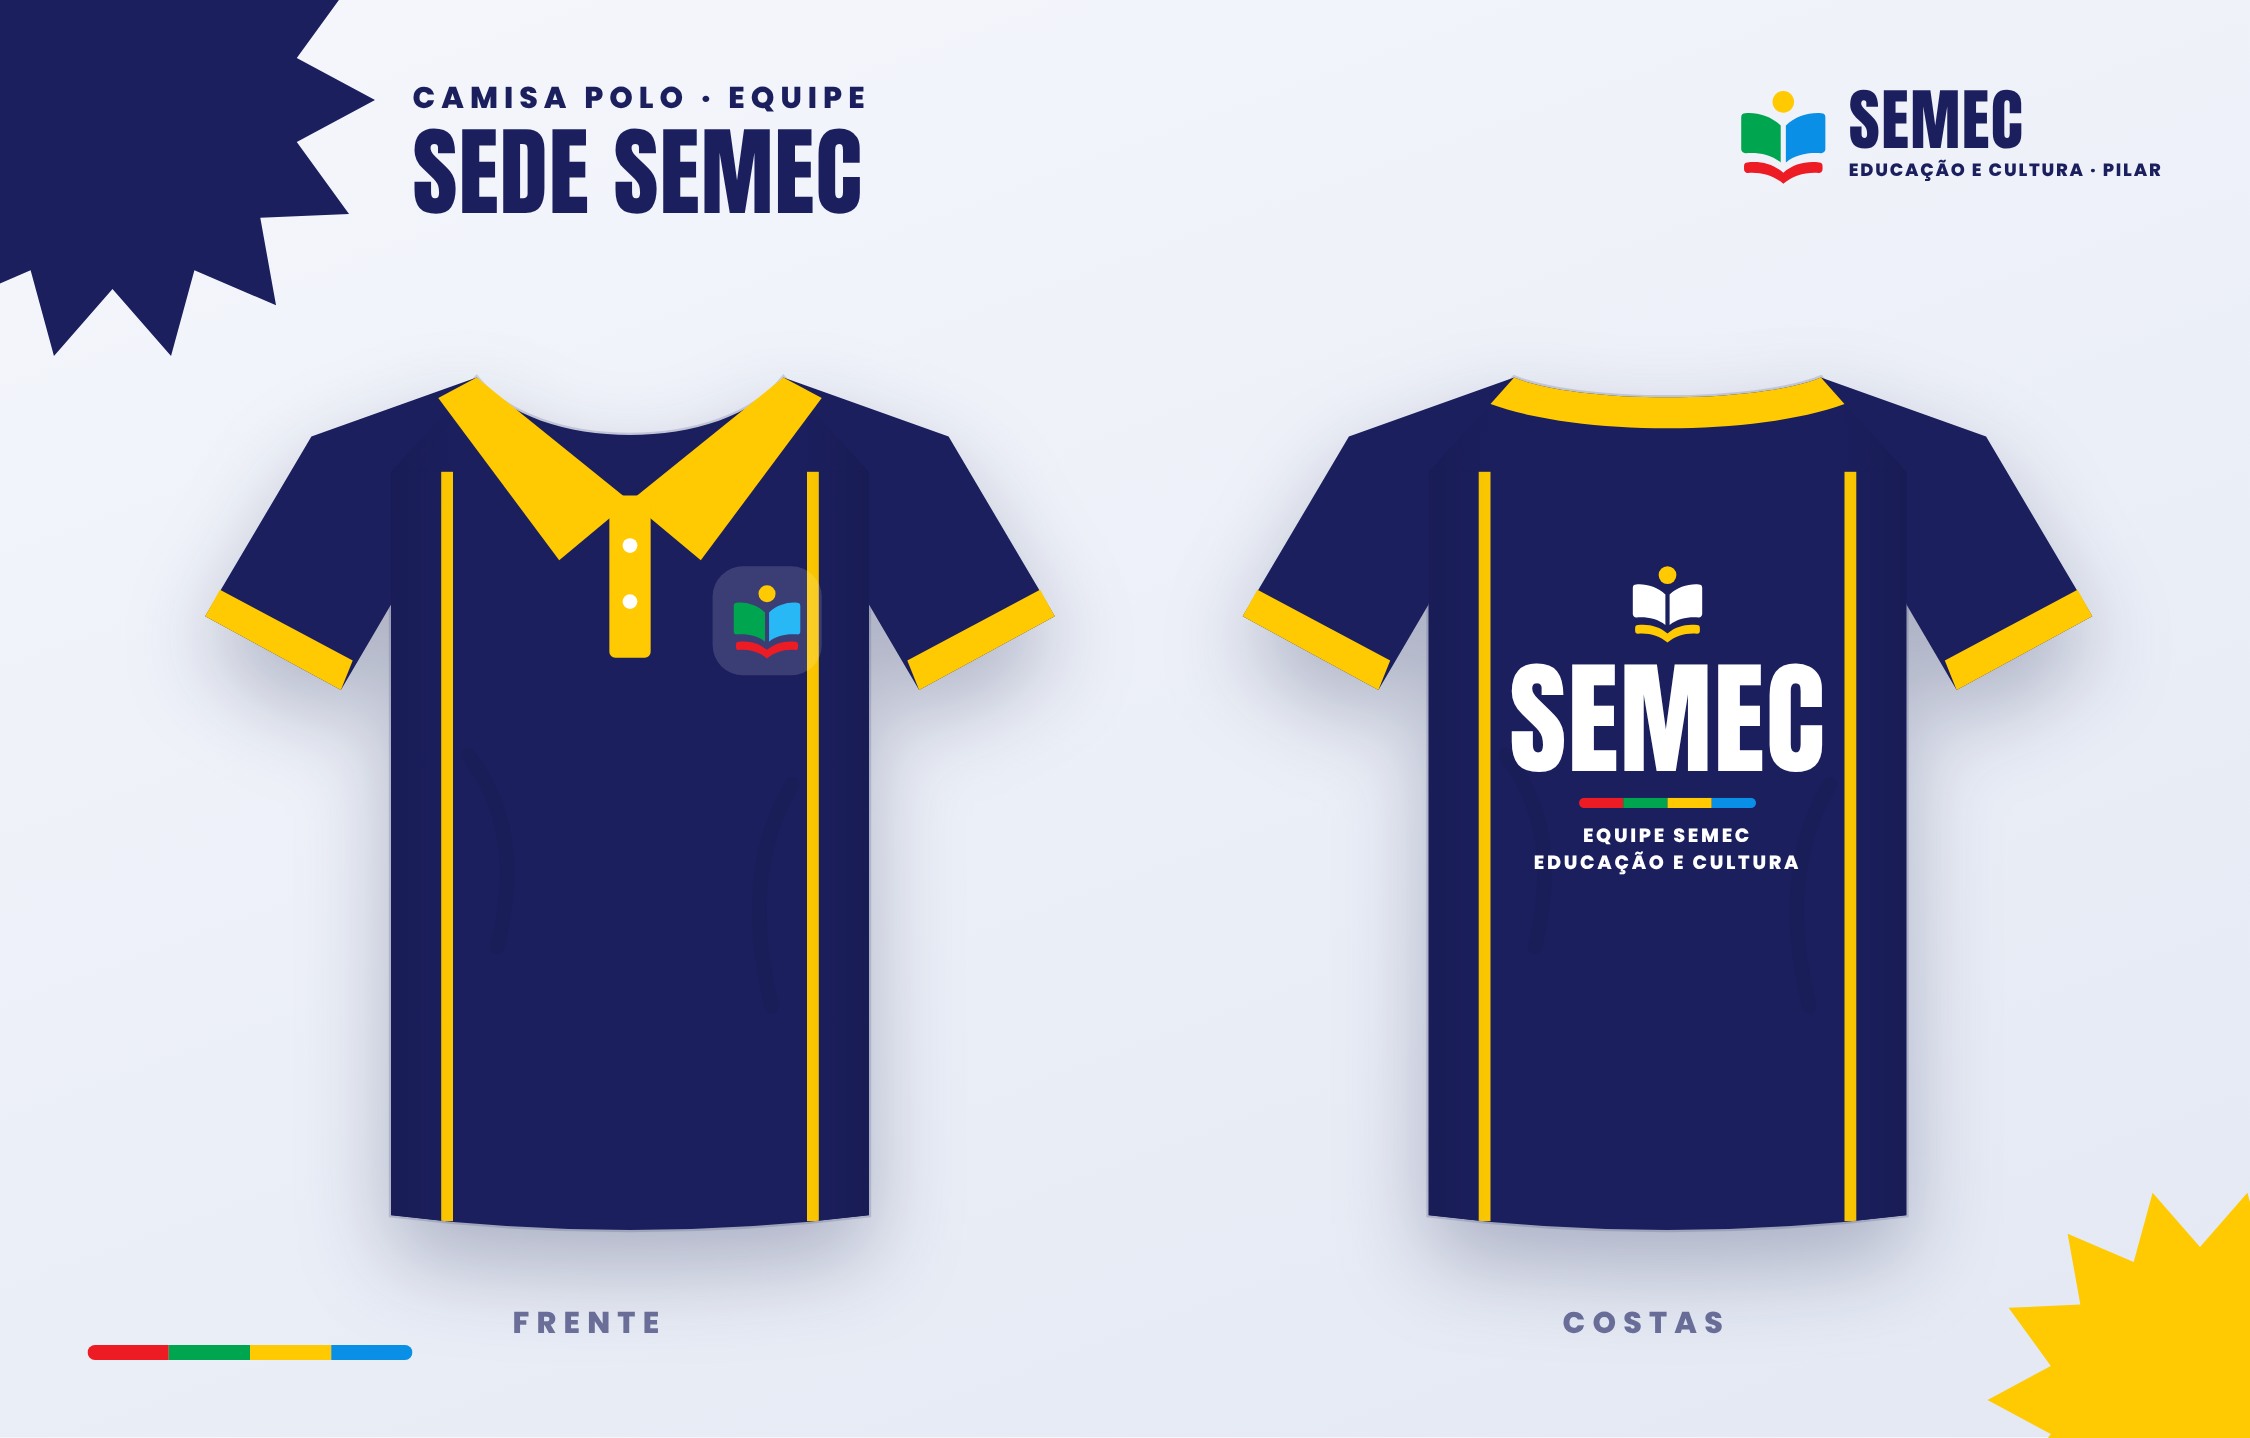 CAMISA POLO · EQUIPE
SEDE SEMEC
SEMEC
EDUCAÇÃO E CULTURA · PILAR
SEMEC
EQUIPE SEMEC
EDUCAÇÃO E CULTURA
FRENTE
COSTAS